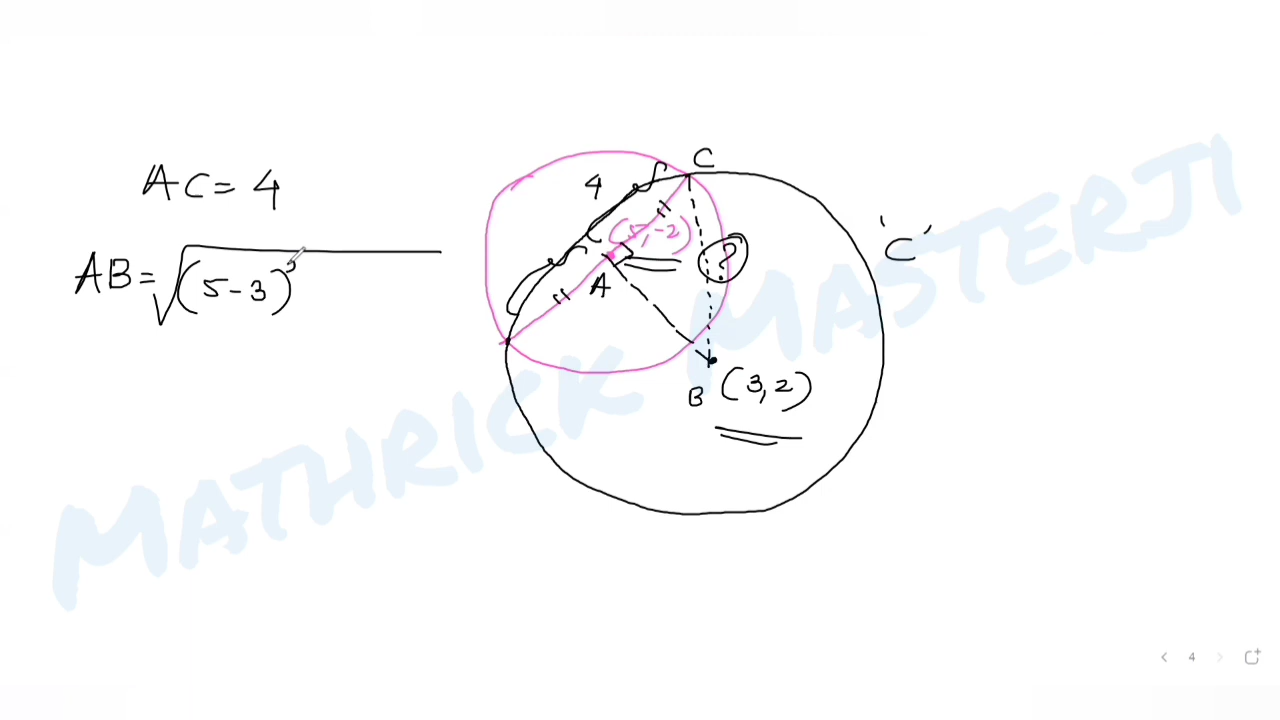 AC = 4
AB = √(5-3)
C
4
(5, -2)
?
A
'C'
B (3, 2)
MATHRICK MASTERJI
< 4 >